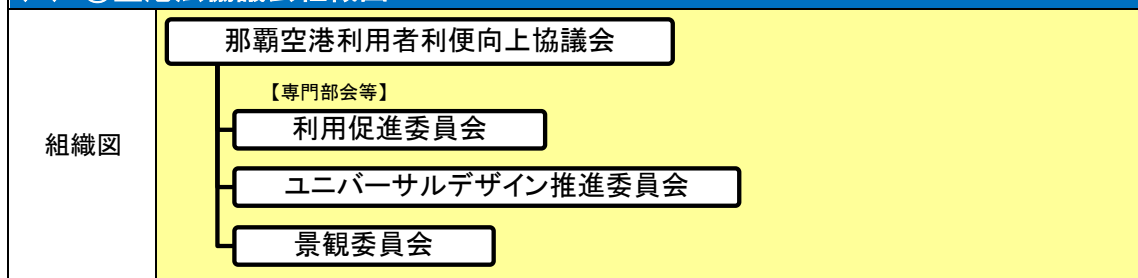 組織図
那覇空港利用者利便向上協議会
【専門部会等】
利用促進委員会
ユニバーサルデザイン推進委員会
景観委員会